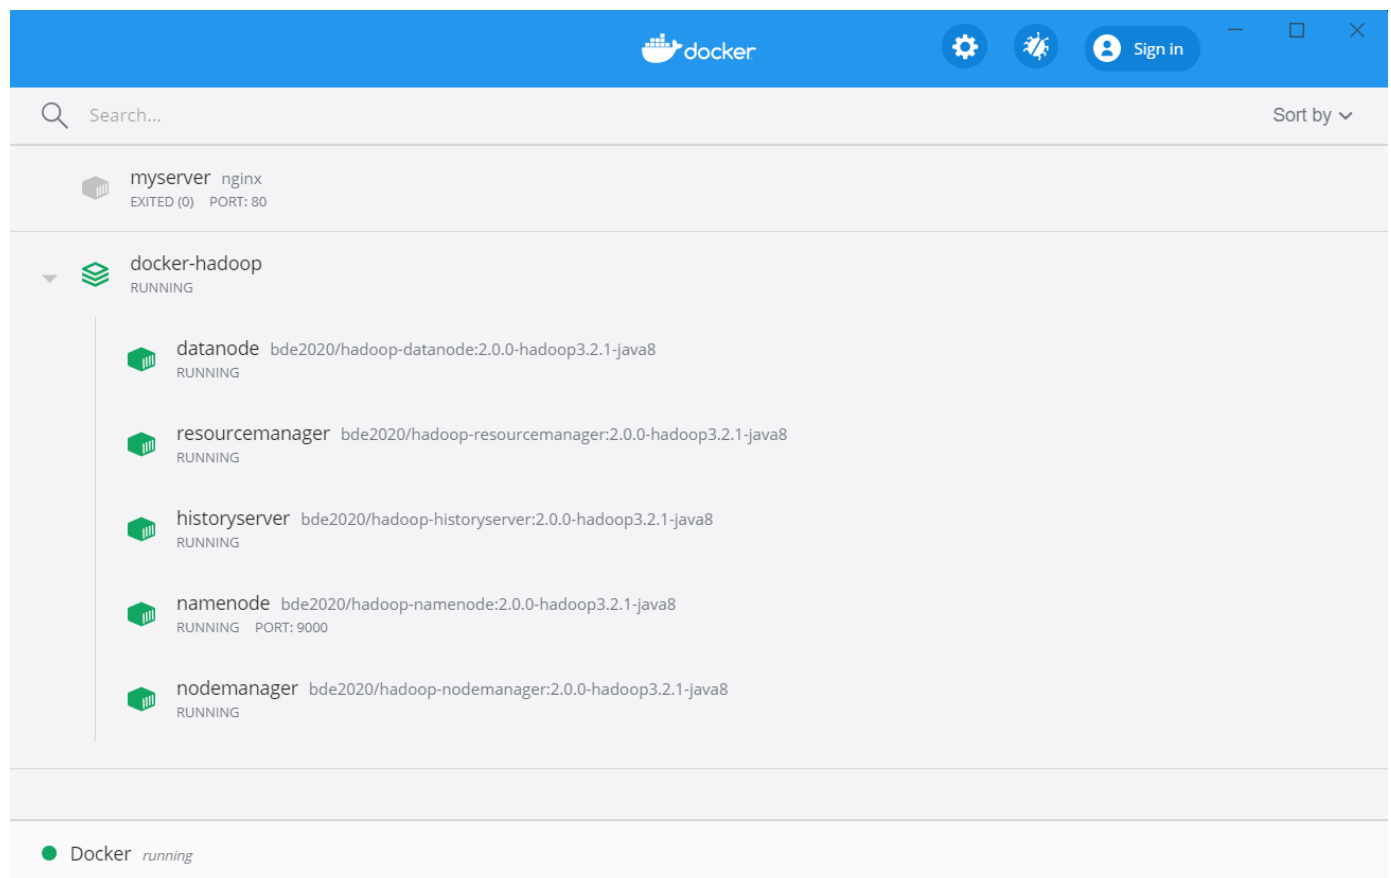 docker
Sign in
Search...
Sort by
myserver nginx
EXITED (0) PORT: 80
docker-hadoop
RUNNING
datanode bde2020/hadoop-datanode:2.0.0-hadoop3.2.1-java8
RUNNING
resourcemanager bde2020/hadoop-resourcemanager:2.0.0-hadoop3.2.1-java8
RUNNING
historyserver bde2020/hadoop-historyserver:2.0.0-hadoop3.2.1-java8
RUNNING
namenode bde2020/hadoop-namenode:2.0.0-hadoop3.2.1-java8
RUNNING PORT: 9000
nodemanager bde2020/hadoop-nodemanager:2.0.0-hadoop3.2.1-java8
RUNNING
Docker running